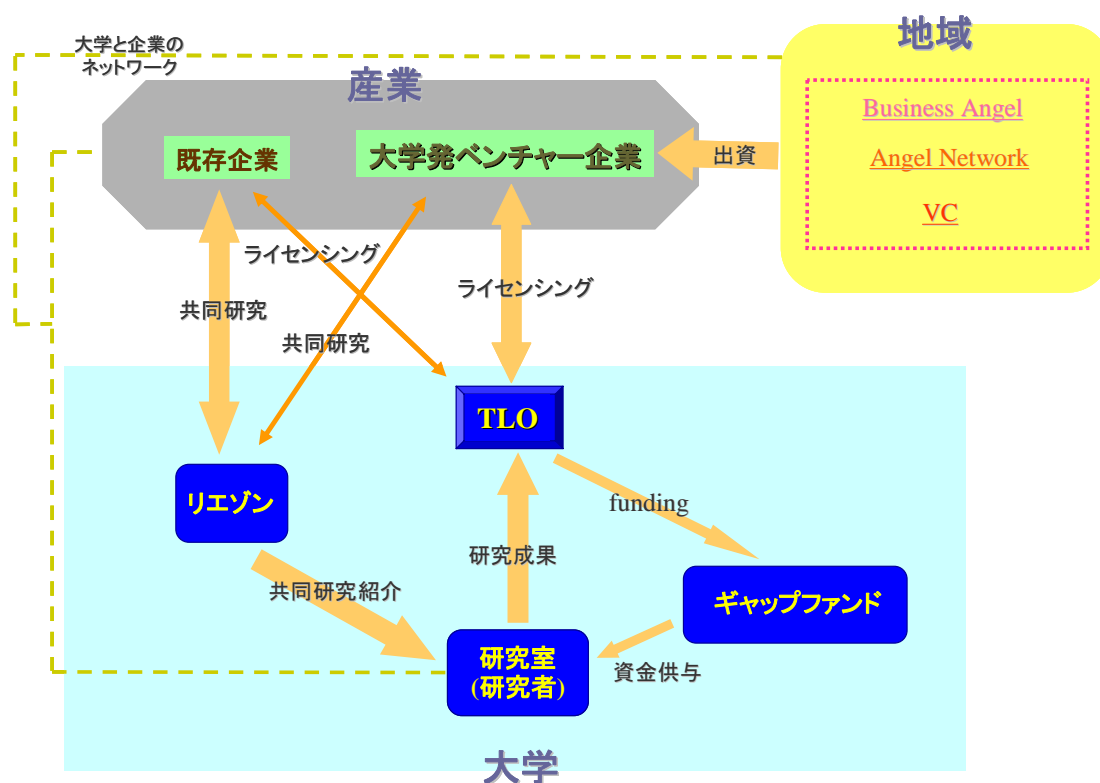 大学と企業の
ネットワーク
地域
産業
Business Angel
既存企業
大学発ベンチャー企業
出資
Angel Network
VC
ライセンシング
ライセンシング
共同研究
共同研究
TLO
リエゾン
funding
研究成果
共同研究紹介
ギャップファンド
研究室
(研究者)
資金供与
大学